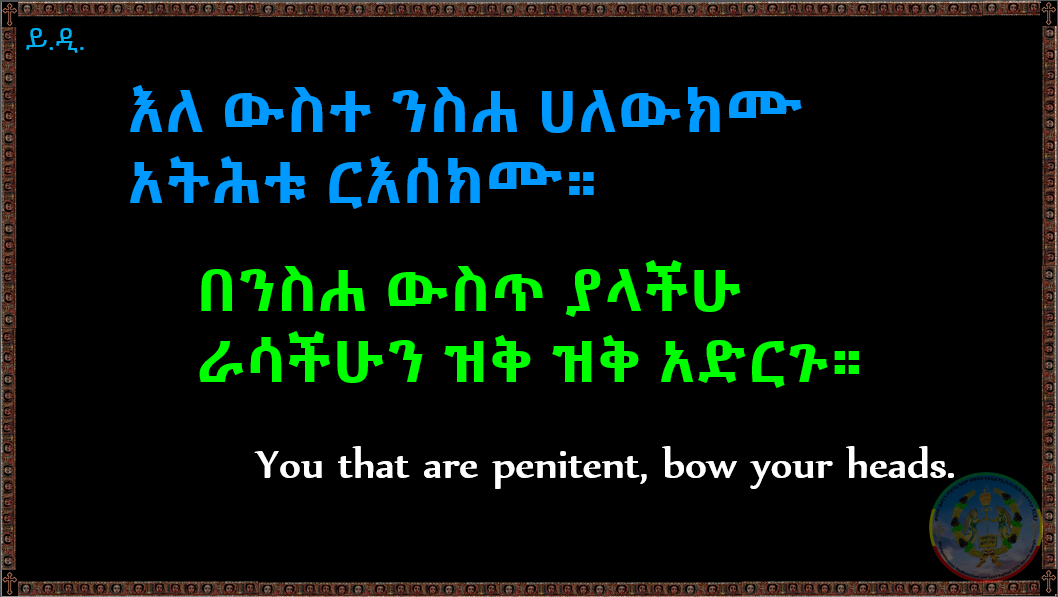 ይ.ዲ.
እለ ውስተ ንስሐ ሀለውክሙ
አትሕቱ ርእሰክሙ።
በንስሐ ውስጥ ያላችሁ
ራሳችሁን ዝቅ ዝቅ አድርጉ።
You that are penitent, bow your heads.